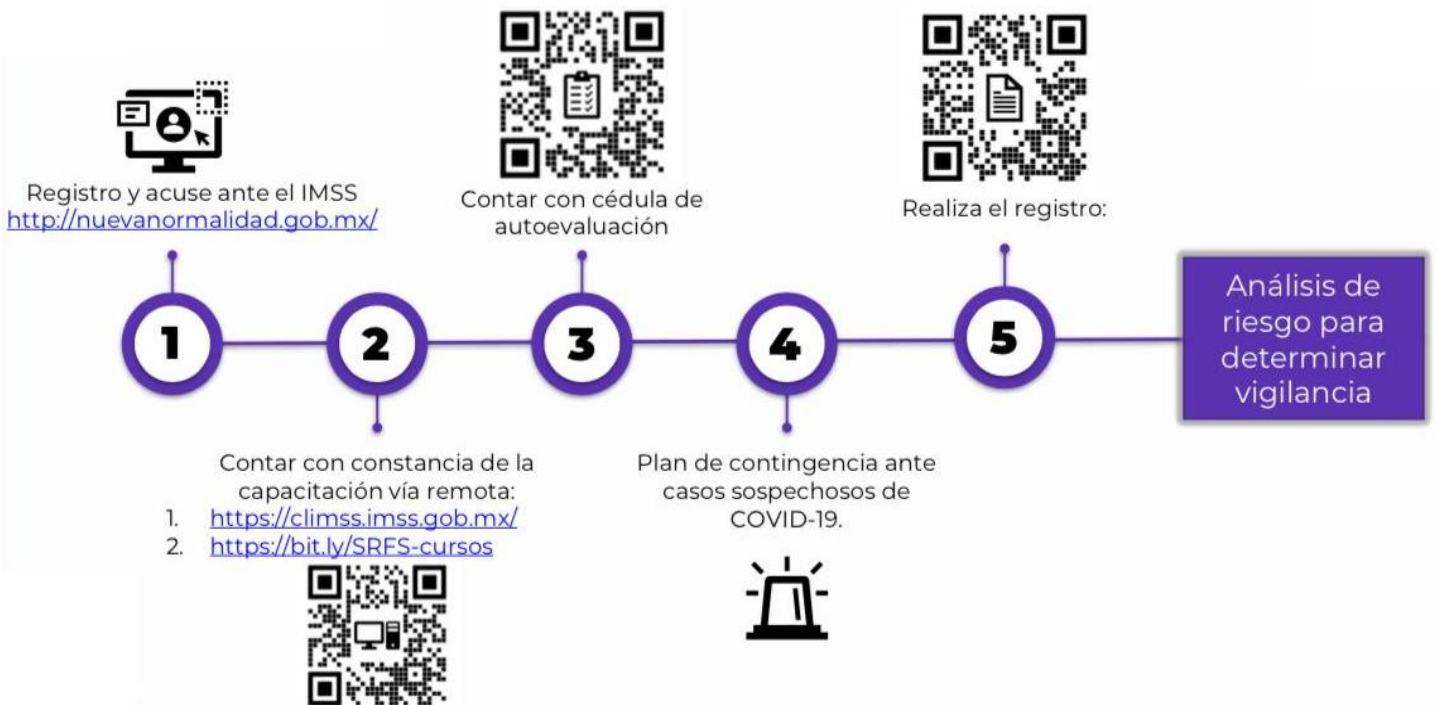 Registro y acuse ante el IMSS
http://nuevanormalidad.gob.mx/
1
Contar con constancia de la
capacitación vía remota:
1. https://climss.imss.gob.mx/
2. https://bit.ly/SRFS-cursos
2
Contar con cédula de
autoevaluación
3
Plan de contingencia ante
casos sospechosos de
COVID-19.
4
Realiza el registro:
5
Análisis de
riesgo para
determinar
vigilancia